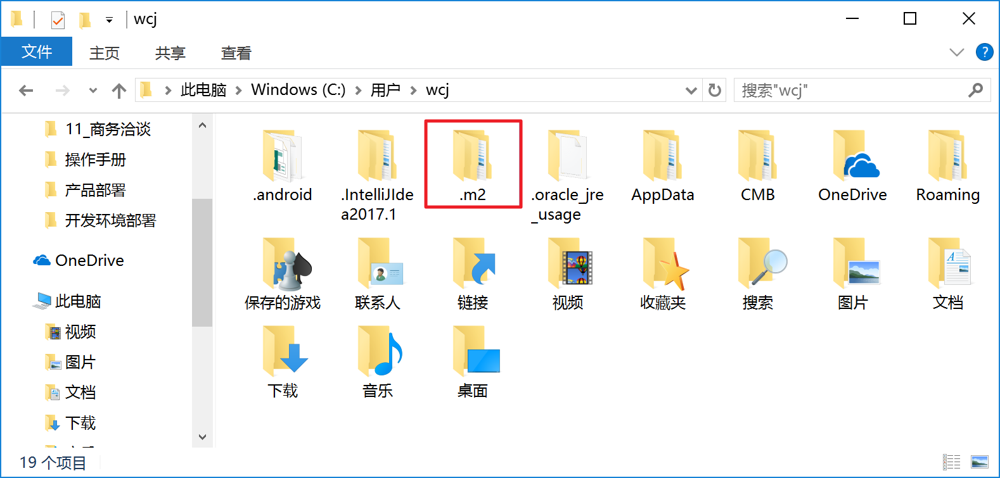 wcj
文件 主页 共享 查看
?
此电脑 Windows (C:) 用户 wcj 搜索"wcj"
11_商务洽谈
操作手册
产品部署
开发环境部署
OneDrive
此电脑
视频
图片
文档
下载
.android
.IntelliJIde
a2017.1
.m2
.oracle_jre
_usage
AppData
CMB
OneDrive
Roaming
保存的游戏
联系人
链接
视频
收藏夹
搜索
图片
文档
下载
音乐
桌面
19 个项目